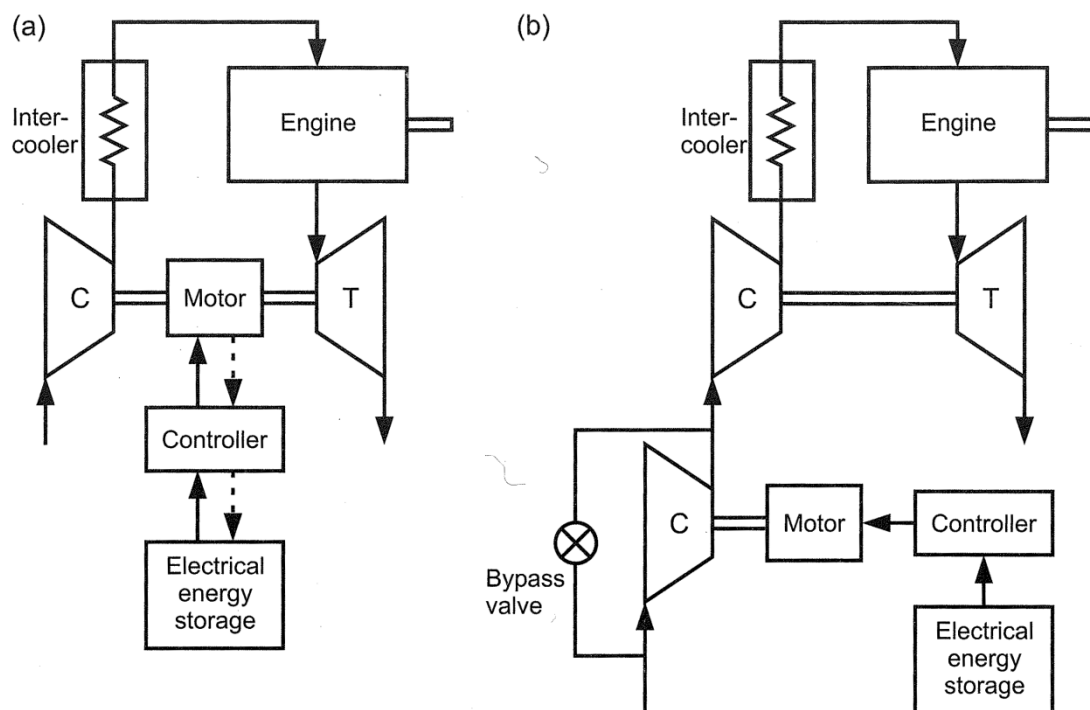 (a)
Inter-
cooler
Engine
C
Motor
T
Controller
Electrical
energy
storage
(b)
Inter-
cooler
Engine
C
T
C
Motor
Controller
Bypass
valve
Electrical
energy
storage